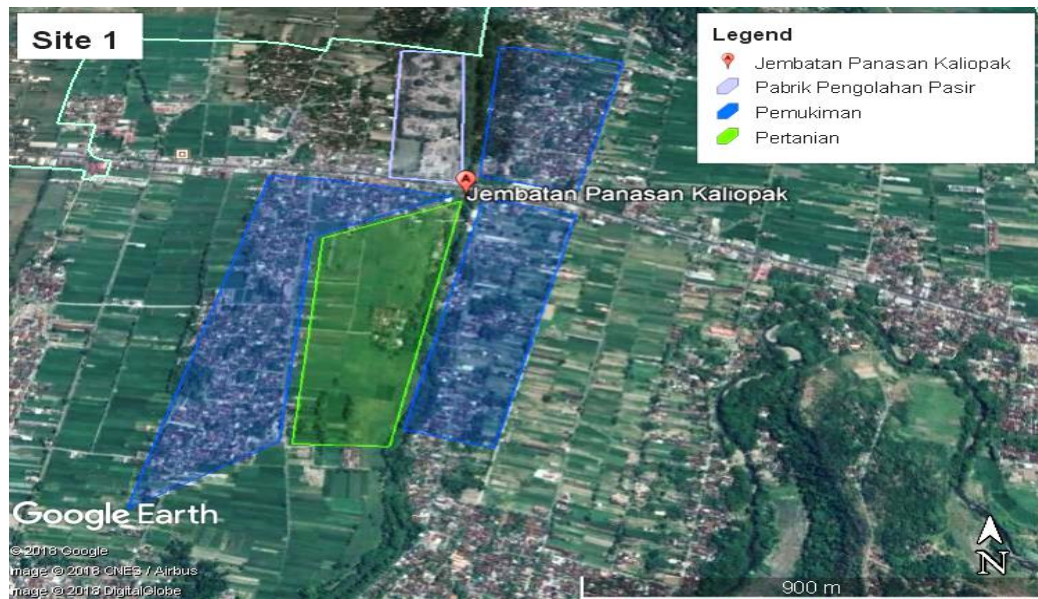 Site 1
Legend
Jembatan Panasan Kaliopak
Pabrik Pengolahan Pasir
Pemukiman
Pertanian
Jembatan Panasan Kaliopak
Google Earth
© 2018 Google
Image © 2018 CNES / Airbus
Image © 2018 DigitalGlobe
900 m
N